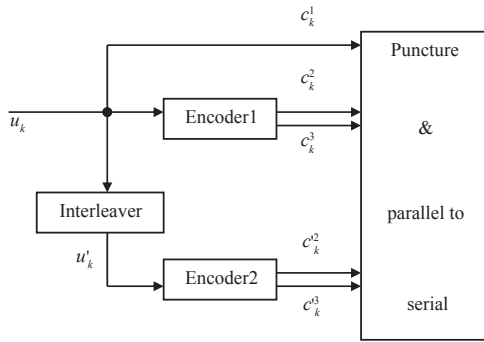 c_k^1
Puncture
c_k^2
u_k
Encoder1
c_k^3
&
Interleaver
parallel to
u'_k
c'_k^2
Encoder2
c'_k^3
serial